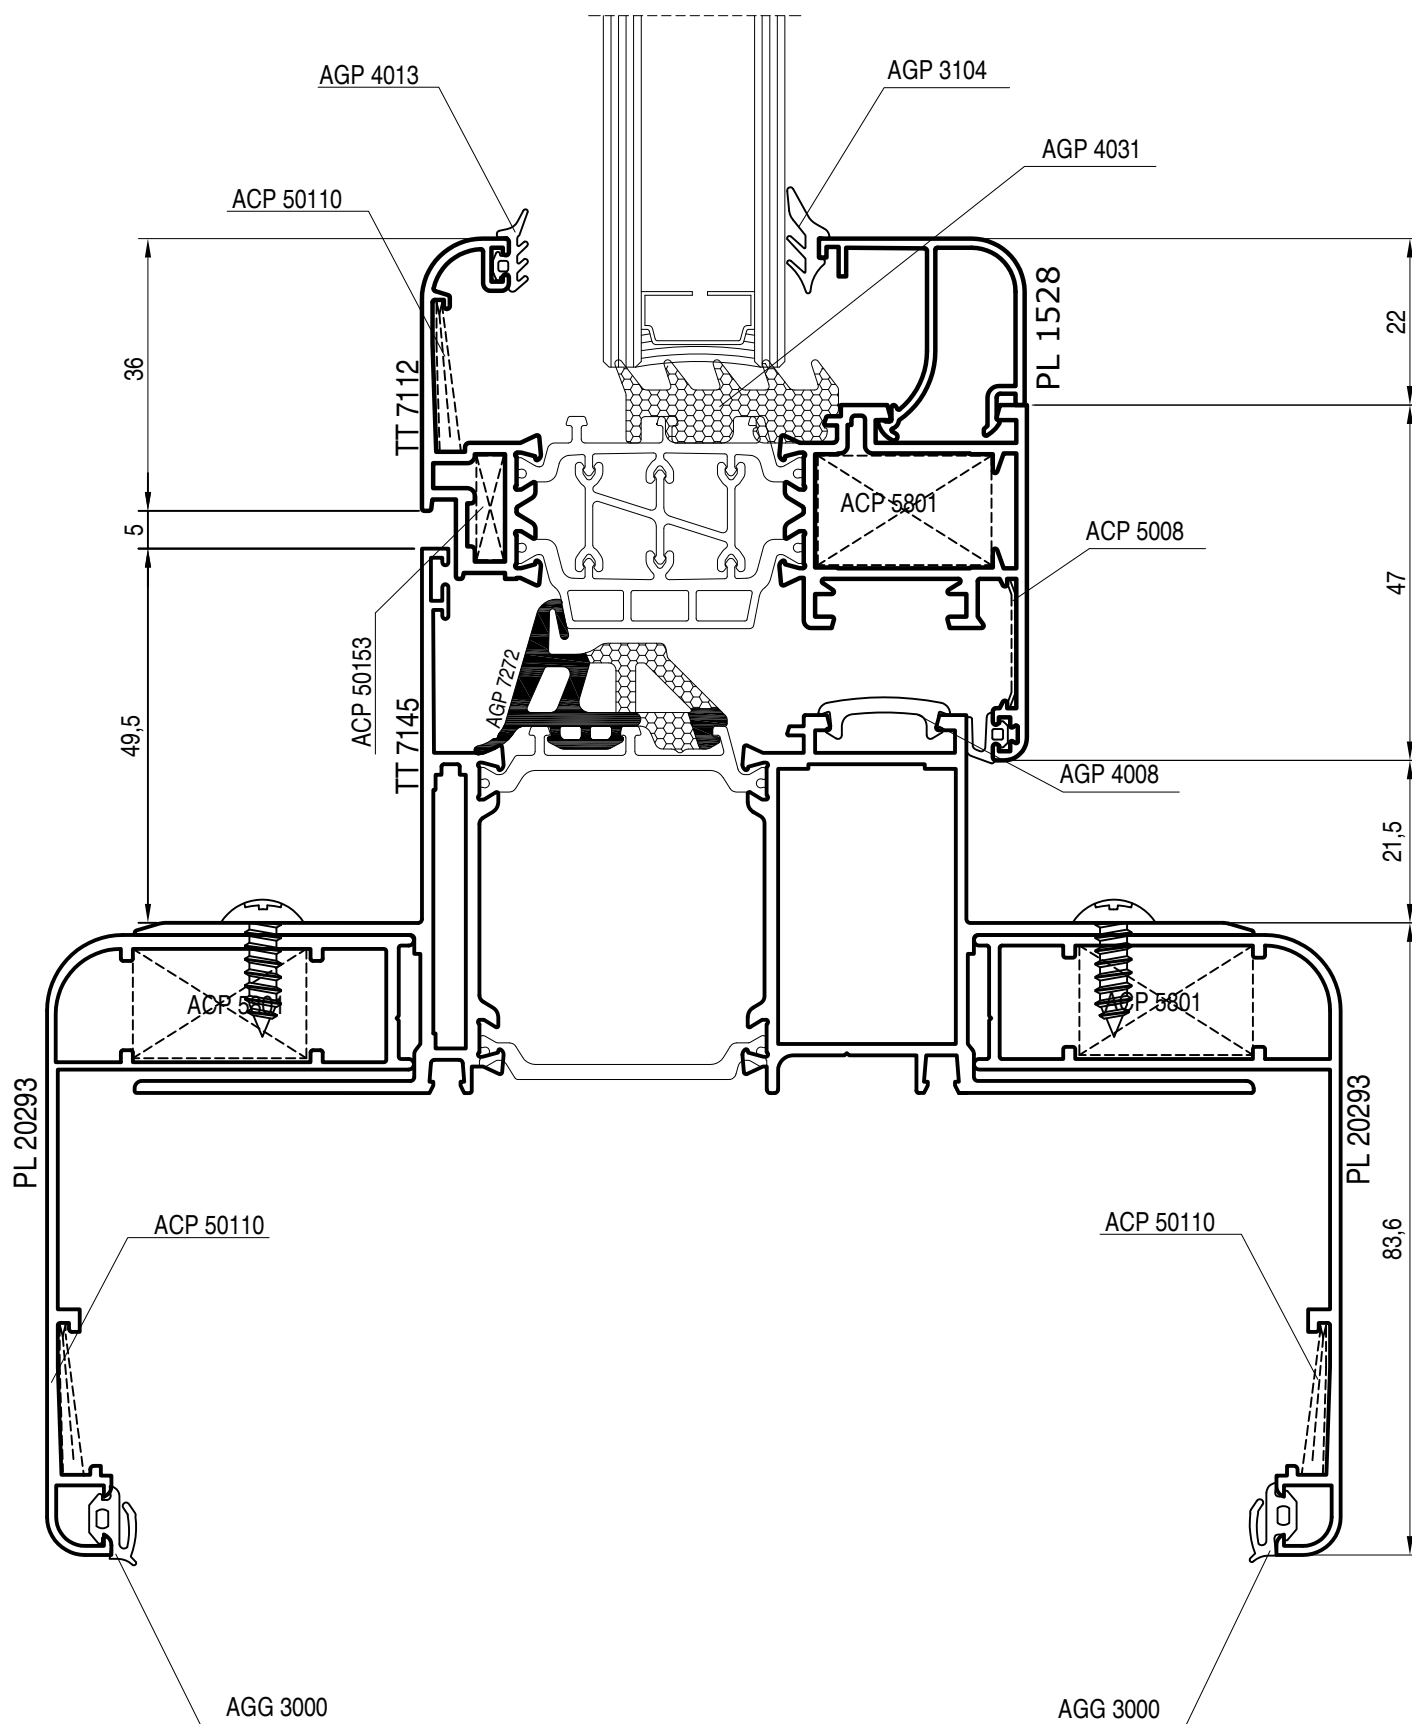 AGP 4013
AGP 3104
AGP 4031
ACP 50110
PL 1528
22
36
TT 7112
ACP 5801
ACP 5008
5
47
ACP 50153
AGP 7272
49,5
TT 7145
AGP 4008
21,5
ACP 5801
ACP 5801
PL 20293
PL 20293
ACP 50110
ACP 50110
83,6
AGG 3000
AGG 3000